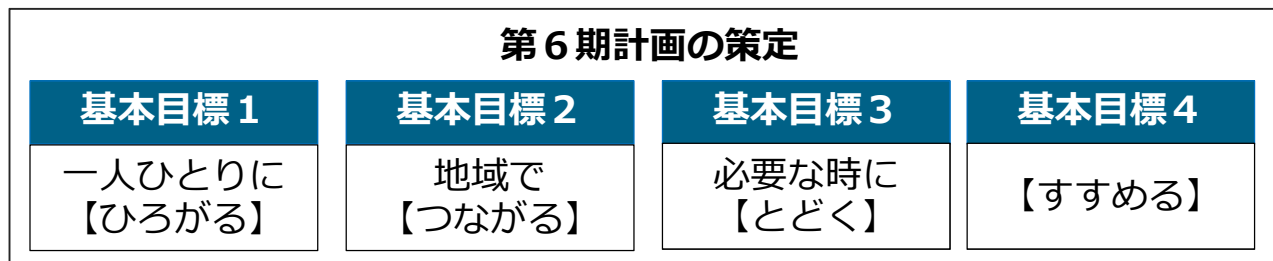 第６期計画の策定
基本目標１
一人ひとりに
【ひろがる】
基本目標２
地域で
【つながる】
基本目標３
必要な時に
【とどく】
基本目標４
【すすめる】